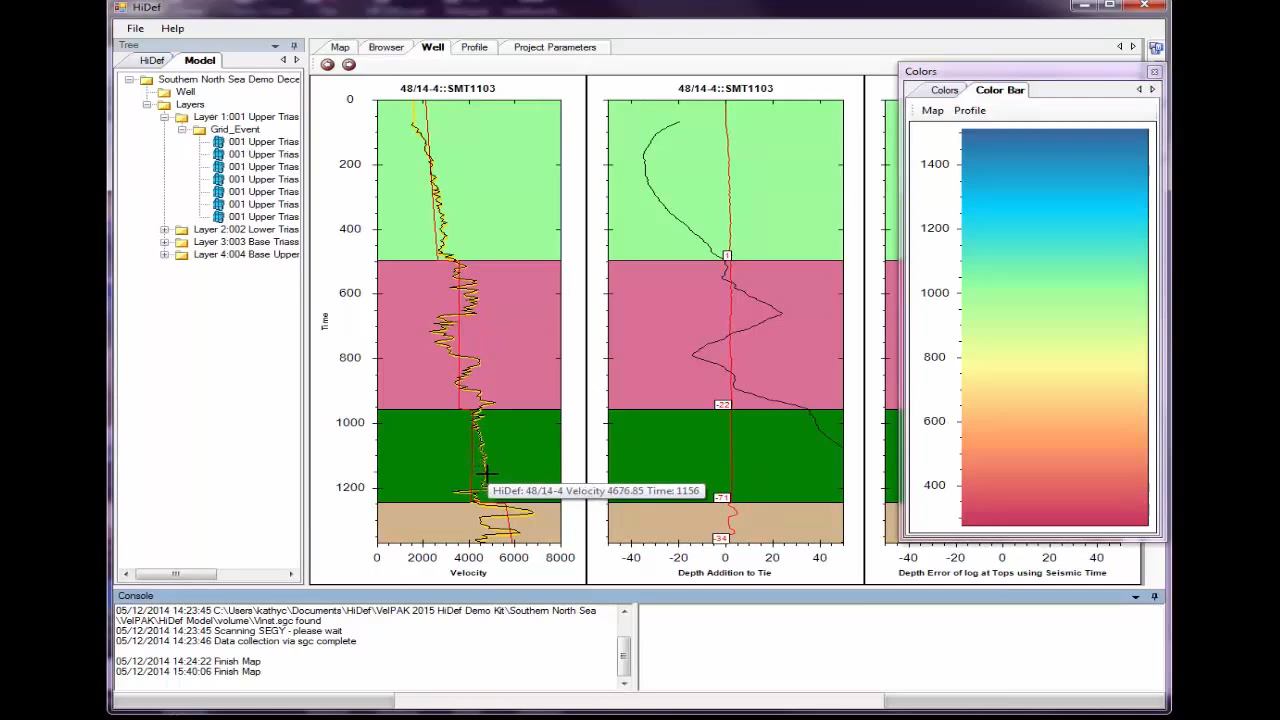 HiDef
File Help
Tree
HiDef Model
Southern North Sea Demo Dece
Well
Layers
Layer 1:001 Upper Trias
Grid_Event
001 Upper Trias
001 Upper Trias
001 Upper Trias
001 Upper Trias
001 Upper Trias
001 Upper Trias
001 Upper Trias
Layer 2:002 Lower Trias
Layer 3:003 Base Triass
Layer 4:004 Base Upper
Map Browser Well Profile Project Parameters
48/14-4::SMT1103
0
200
400
600
800
1000
1200
Time
0 2000 4000 6000 8000
Velocity
HiDef: 48/14-4 Velocity 4676.85 Time: 1156
48/14-4::SMT1103
1
-22
-71
-34
-40 -20 0 20 40
Depth Addition to Tie
-40 -20 0 20 40
Depth Error of log at Tops using Seismic Time
Colors
Colors Color Bar
Map Profile
1400
1200
1000
800
600
400
Console
05/12/2014 14:23:45 C:\Users\kathyc\Documents\HiDef\VelPAK 2015 HiDef Demo Kit\Southern North Sea
\VelPAK\HiDef Model\volume\Vinst.sgc found
05/12/2014 14:23:45 Scanning SEGY - please wait
05/12/2014 14:23:46 Data collection via sgc complete
05/12/2014 14:24:22 Finish Map
05/12/2014 15:40:06 Finish Map